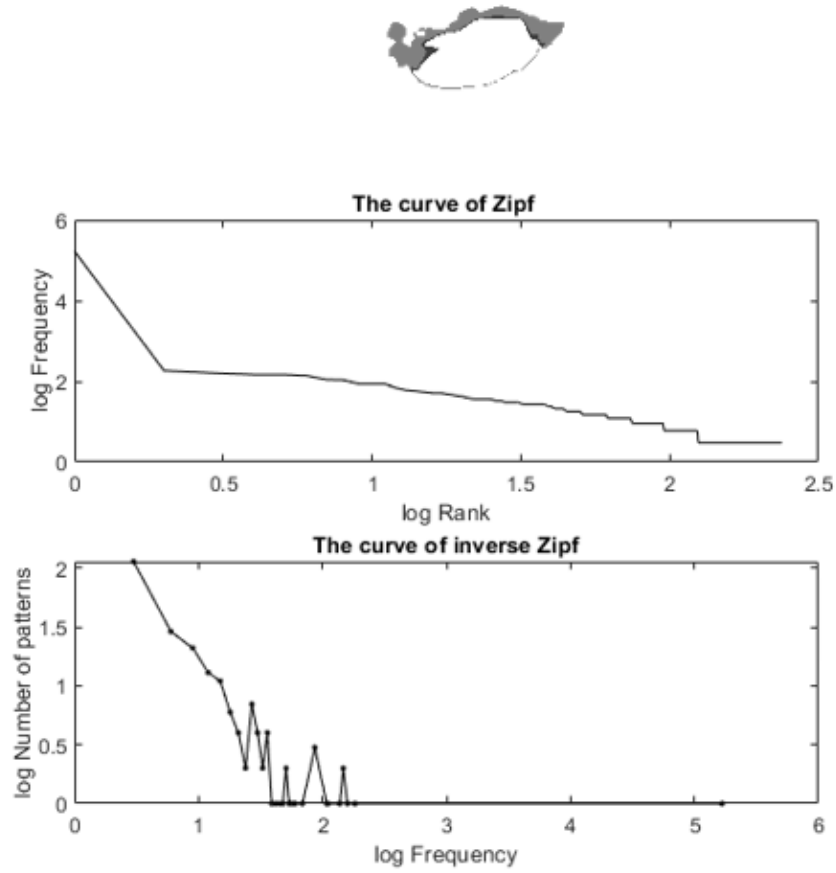 The curve of Zipf
6
4
2
0
log Frequency
0 0.5 1 1.5 2 2.5
log Rank
The curve of inverse Zipf
2
1.5
1
0.5
0
log Number of patterns
0 1 2 3 4 5 6
log Frequency